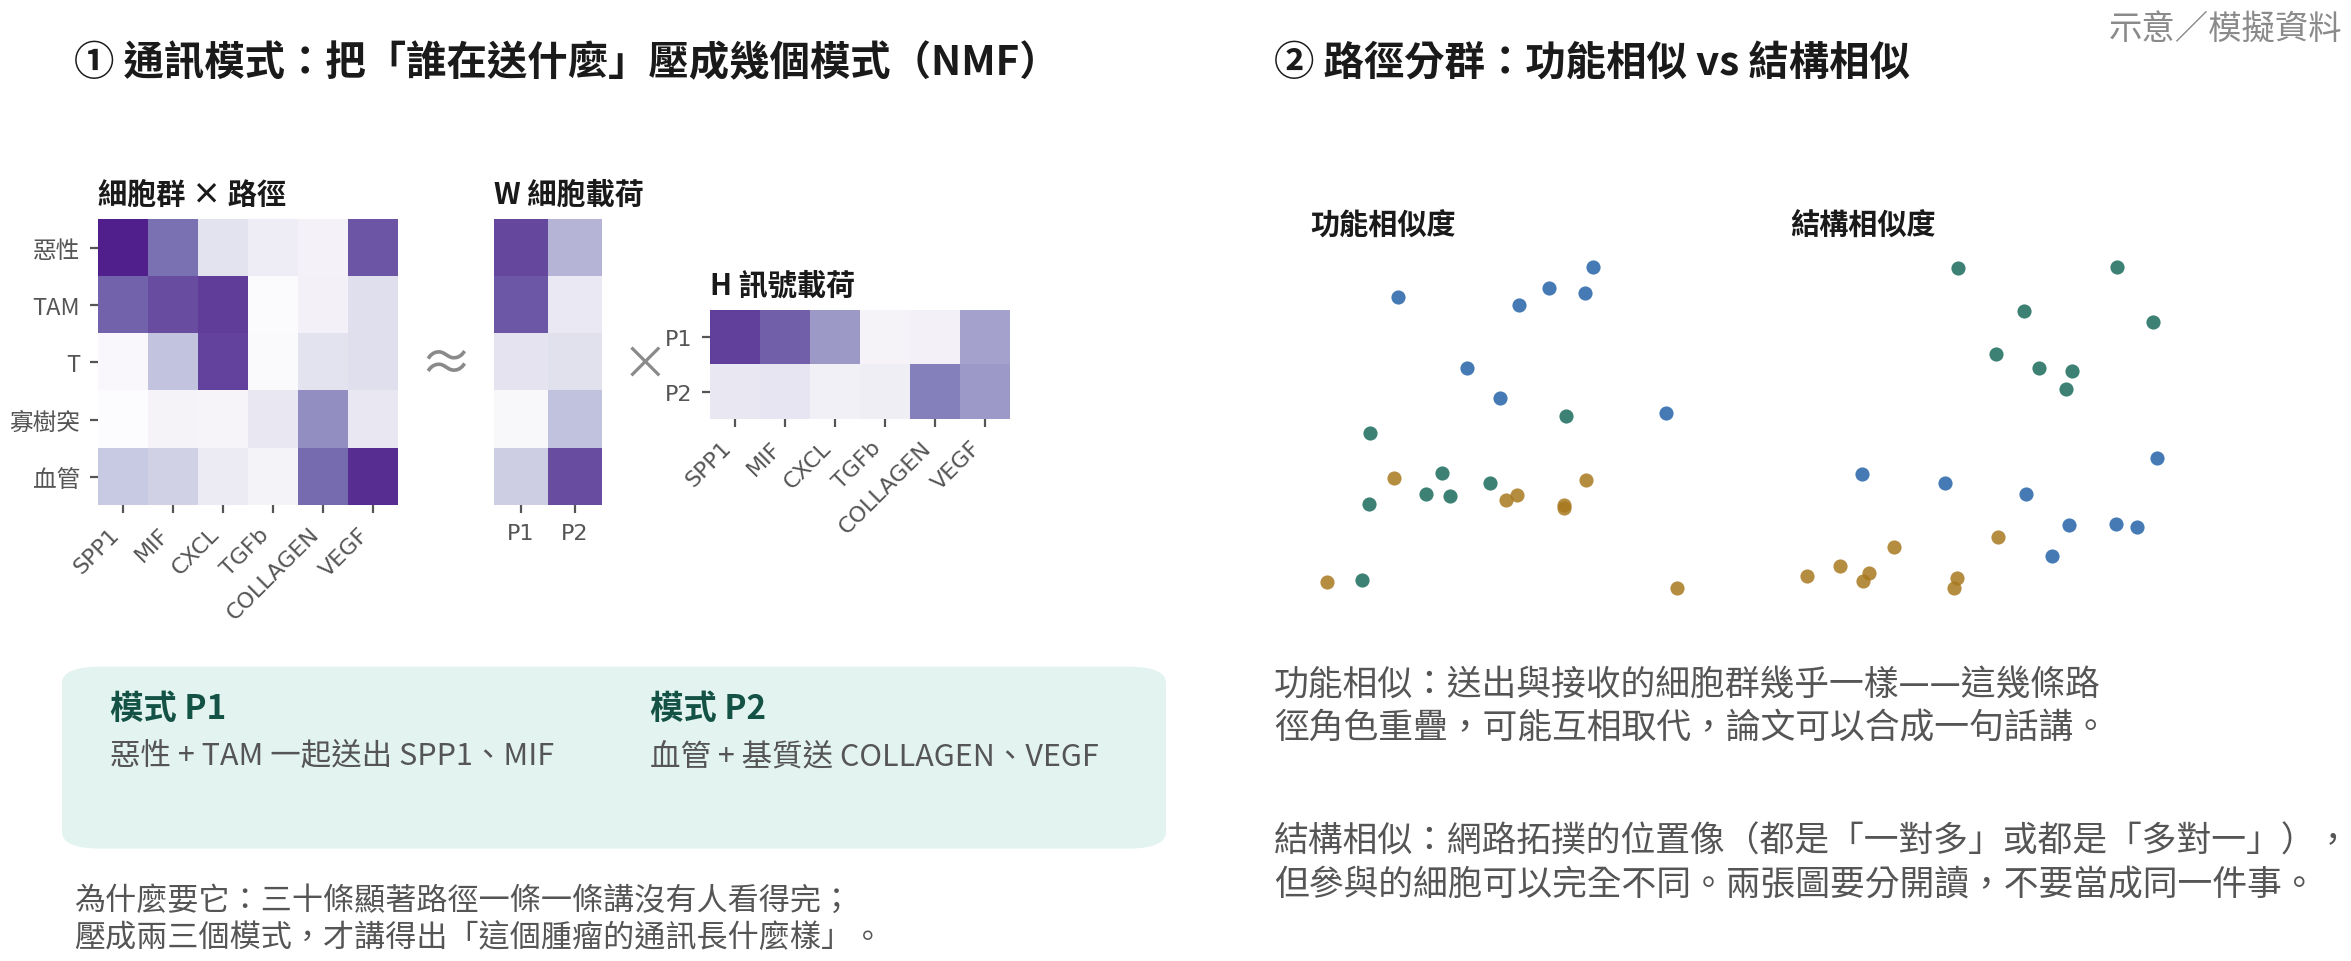 示意／模擬資料
① 通訊模式：把「誰在送什麼」壓成幾個模式（NMF）
細胞群 × 路徑
惡性
TAM
T
寡樹突
血管
SPP1
MIF
CXCL
TGFb
COLLAGEN
VEGF
≈
W 細胞載荷
P1
P2
×
H 訊號載荷
P1
P2
SPP1
MIF
CXCL
TGFb
COLLAGEN
VEGF
模式 P1
惡性 + TAM 一起送出 SPP1、MIF
模式 P2
血管 + 基質送 COLLAGEN、VEGF
為什麼要它：三十條顯著路徑一條一條講沒有人看得完；
壓成兩三個模式，才講得出「這個腫瘤的通訊長什麼樣」。
② 路徑分群：功能相似 vs 結構相似
功能相似度
結構相似度
功能相似：送出與接收的細胞群幾乎一樣——這幾條路
徑角色重疊，可能互相取代，論文可以合成一句話講。
結構相似：網路拓撲的位置像（都是「一對多」或都是「多對一」），
但參與的細胞可以完全不同。兩張圖要分開讀，不要當成同一件事。